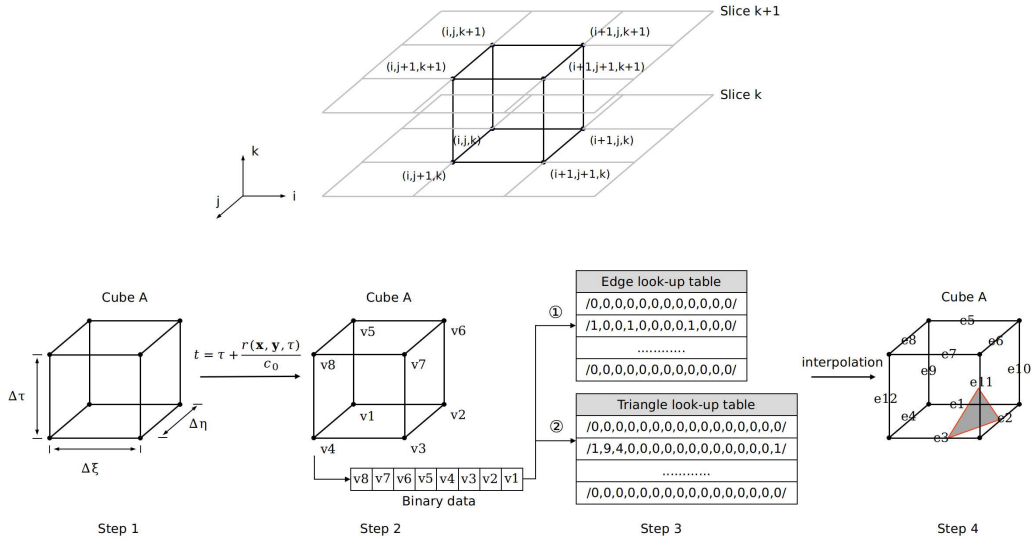 Slice k+1
(i,j,k+1)
(i+1,j,k+1)
(i,j+1,k+1)
(i+1,j+1,k+1)
Slice k
(i,j,k)
(i+1,j,k)
(i,j+1,k)
(i+1,j+1,k)
k
j
i
Cube A
Δτ
Δη
Δξ
Step 1
t = τ + r(x, y, τ) / c₀
Cube A
v5
v6
v8
v7
v1
v2
v4
v3
v8 v7 v6 v5 v4 v3 v2 v1
Binary data
Step 2
①
Edge look-up table
/0,0,0,0,0,0,0,0,0,0,0,0/
/1,0,0,1,0,0,0,0,1,0,0,0/
............
/0,0,0,0,0,0,0,0,0,0,0,0/
②
Triangle look-up table
/0,0,0,0,0,0,0,0,0,0,0,0,0,0,0,0/
/1,9,4,0,0,0,0,0,0,0,0,0,0,0,0,1/
............
/0,0,0,0,0,0,0,0,0,0,0,0,0,0,0,0/
Step 3
interpolation
Cube A
e5
e8
e6
e7
e9
e10
e11
e12
e1
e4
e2
e3
Step 4